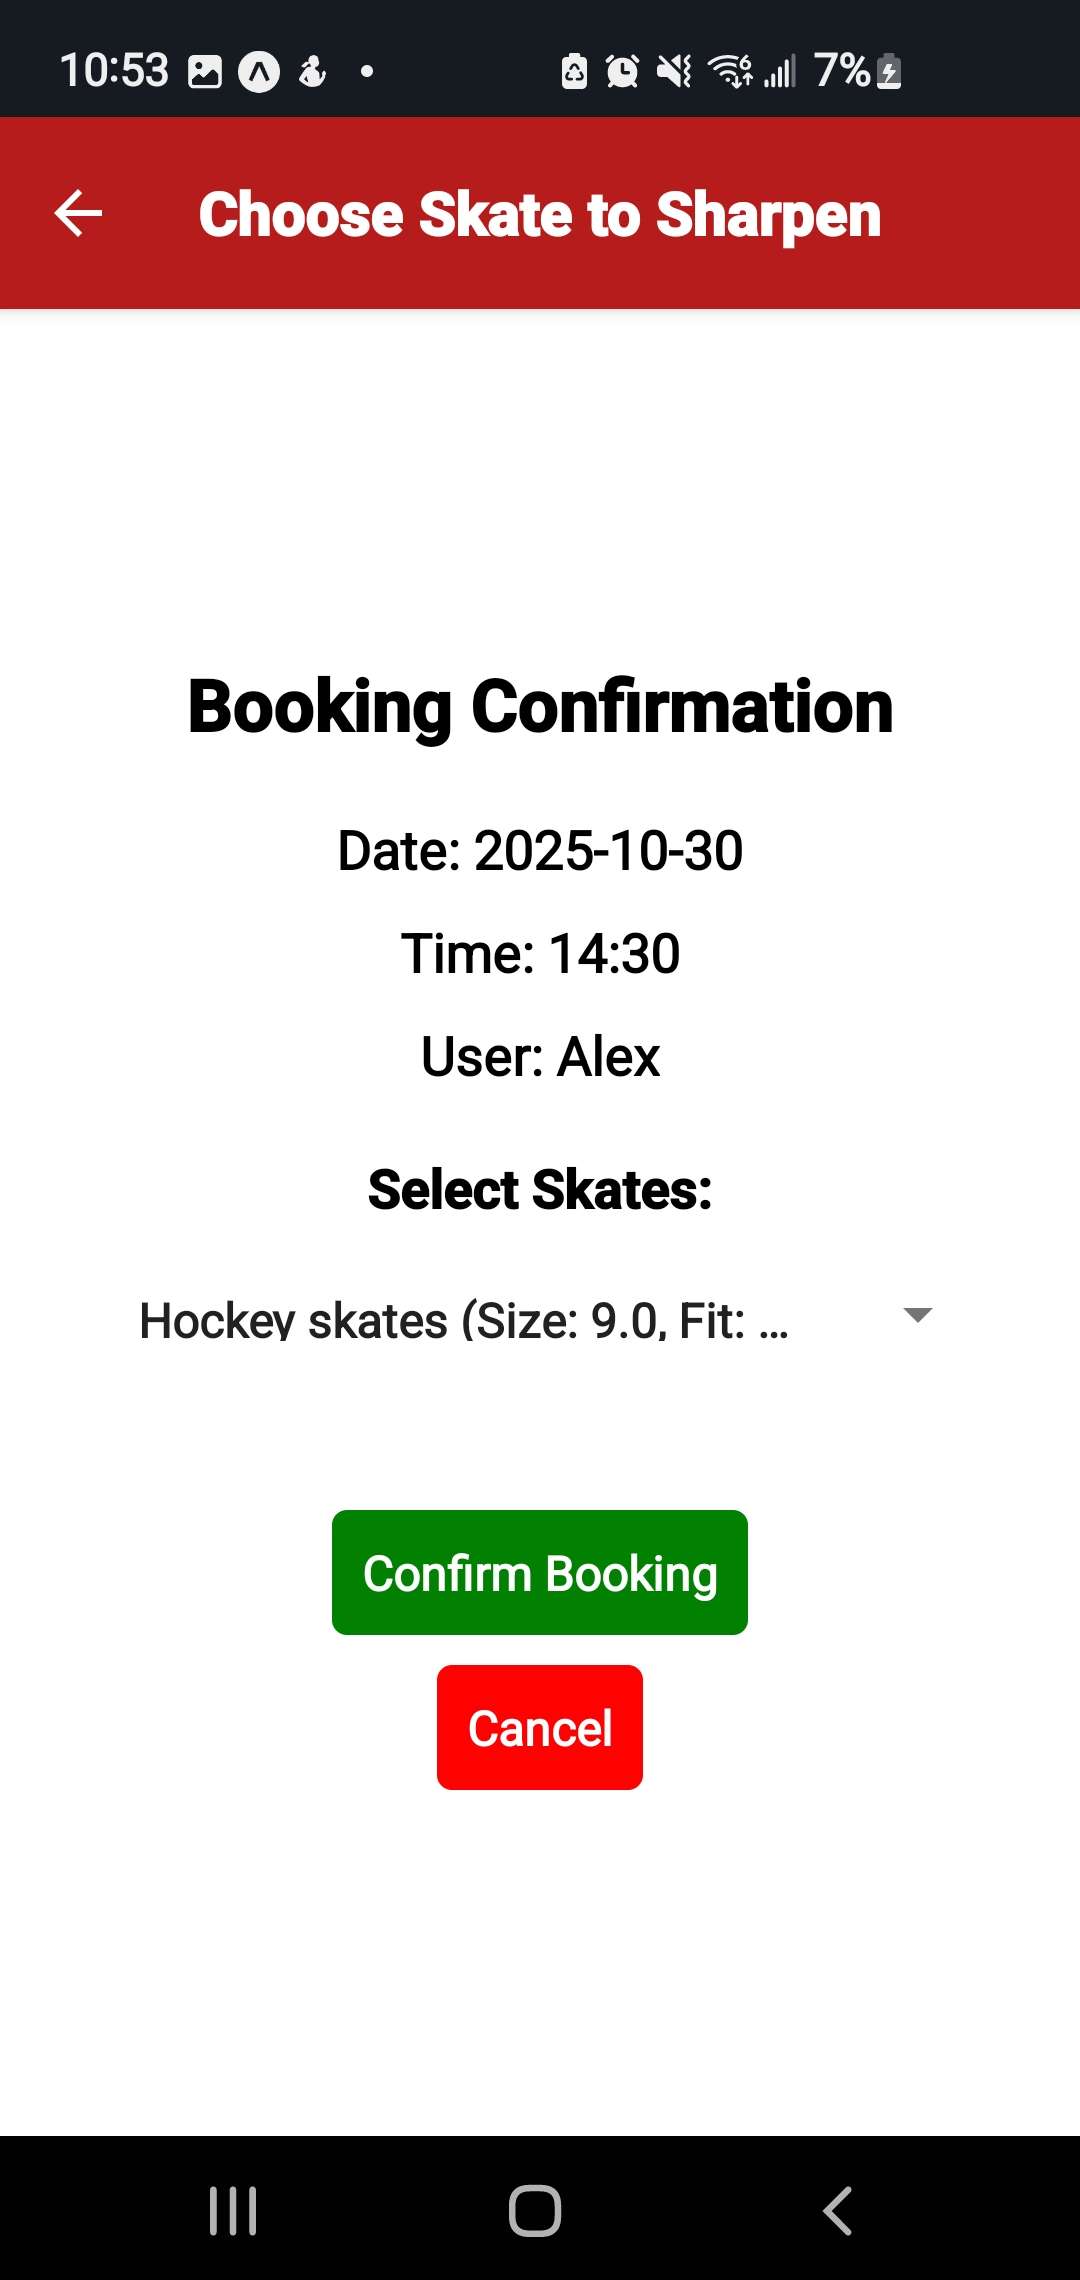 10:53 7%
Choose Skate to Sharpen
Booking Confirmation
Date: 2025-10-30
Time: 14:30
User: Alex
Select Skates:
Hockey skates (Size: 9.0, Fit: ...
Confirm Booking
Cancel